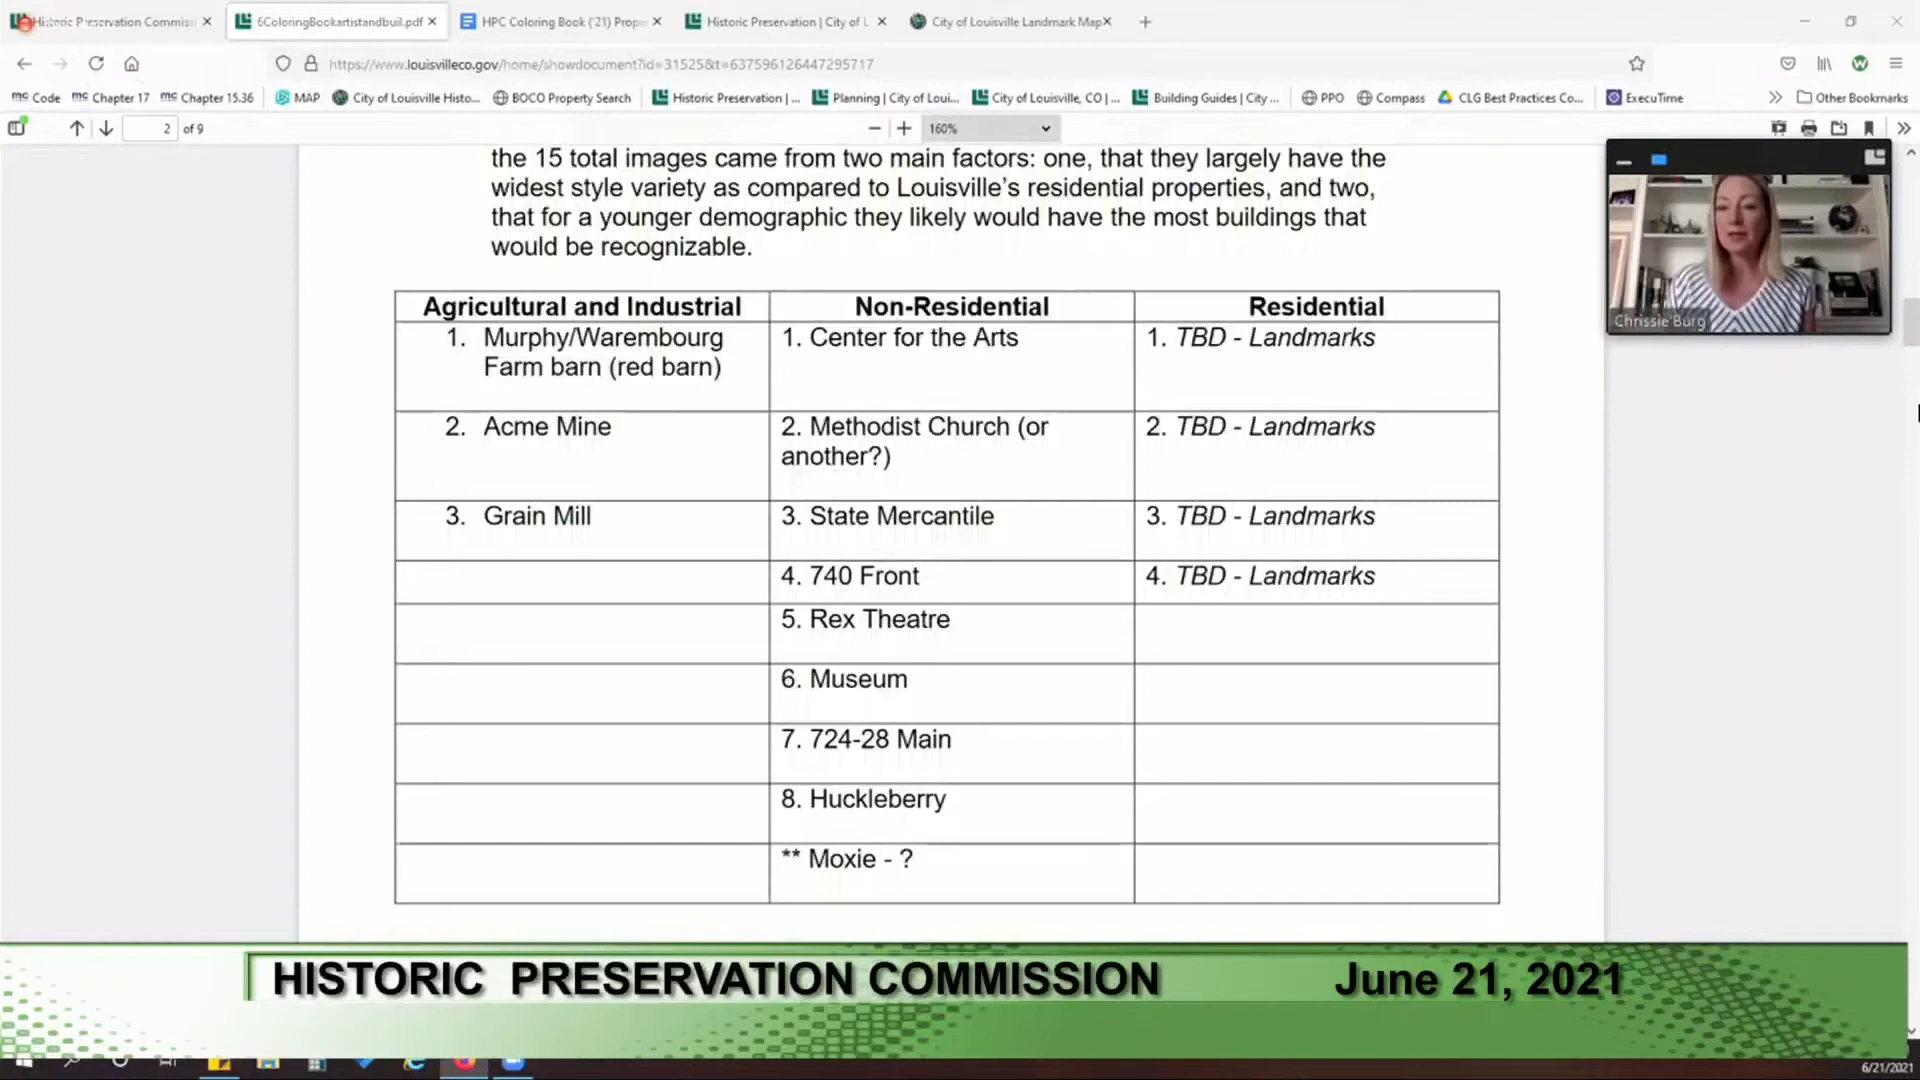 Historic Preservation Commiss
6ColoringBookartistandbuil.pdf
HPC Coloring Book ('21) Prope
Historic Preservation | City of L
City of Louisville Landmark Map
https://www.louisvilleco.gov/home/showdocument?id=31525&t=637596126447295717
mc Code
mc Chapter 17
mc Chapter 15.36
MAP
City of Louisville Histo...
BOCO Property Search
Historic Preservation | ...
Planning | City of Loui...
City of Louisville, CO | ...
Building Guides | City ...
PPO
Compass
CLG Best Practices Co...
ExecuTime
Other Bookmarks
2 of 9
160%
the 15 total images came from two main factors: one, that they largely have the
widest style variety as compared to Louisville's residential properties, and two,
that for a younger demographic they likely would have the most buildings that
would be recognizable.
Chrissie Burg
Agricultural and Industrial
Non-Residential
Residential
1. Murphy/Warembourg
Farm barn (red barn)
1. Center for the Arts
1. TBD - Landmarks
2. Acme Mine
2. Methodist Church (or
another?)
2. TBD - Landmarks
3. Grain Mill
3. State Mercantile
3. TBD - Landmarks
4. 740 Front
4. TBD - Landmarks
5. Rex Theatre
6. Museum
7. 724-28 Main
8. Huckleberry
** Moxie - ?
HISTORIC PRESERVATION COMMISSION
June 21, 2021
6/21/2021